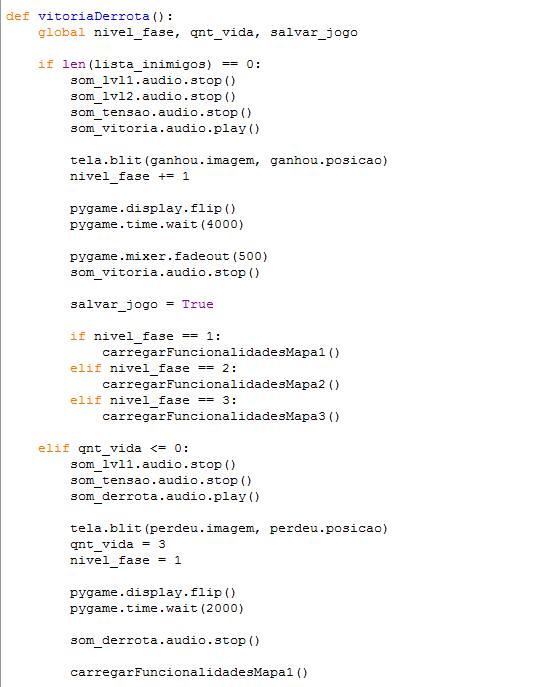 def vitoriaDerrota():
    global nivel_fase, qnt_vida, salvar_jogo

    if len(lista_inimigos) == 0:
        som_lvl1.audio.stop()
        som_lvl2.audio.stop()
        som_tensao.audio.stop()
        som_vitoria.audio.play()

        tela.blit(ganhou.imagem, ganhou.posicao)
        nivel_fase += 1

        pygame.display.flip()
        pygame.time.wait(4000)

        pygame.mixer.fadeout(500)
        som_vitoria.audio.stop()

        salvar_jogo = True

        if nivel_fase == 1:
            carregarFuncionalidadesMapa1()
        elif nivel_fase == 2:
            carregarFuncionalidadesMapa2()
        elif nivel_fase == 3:
            carregarFuncionalidadesMapa3()

    elif qnt_vida <= 0:
        som_lvl1.audio.stop()
        som_tensao.audio.stop()
        som_derrota.audio.play()

        tela.blit(perdeu.imagem, perdeu.posicao)
        qnt_vida = 3
        nivel_fase = 1

        pygame.display.flip()
        pygame.time.wait(2000)

        som_derrota.audio.stop()

        carregarFuncionalidadesMapa1()